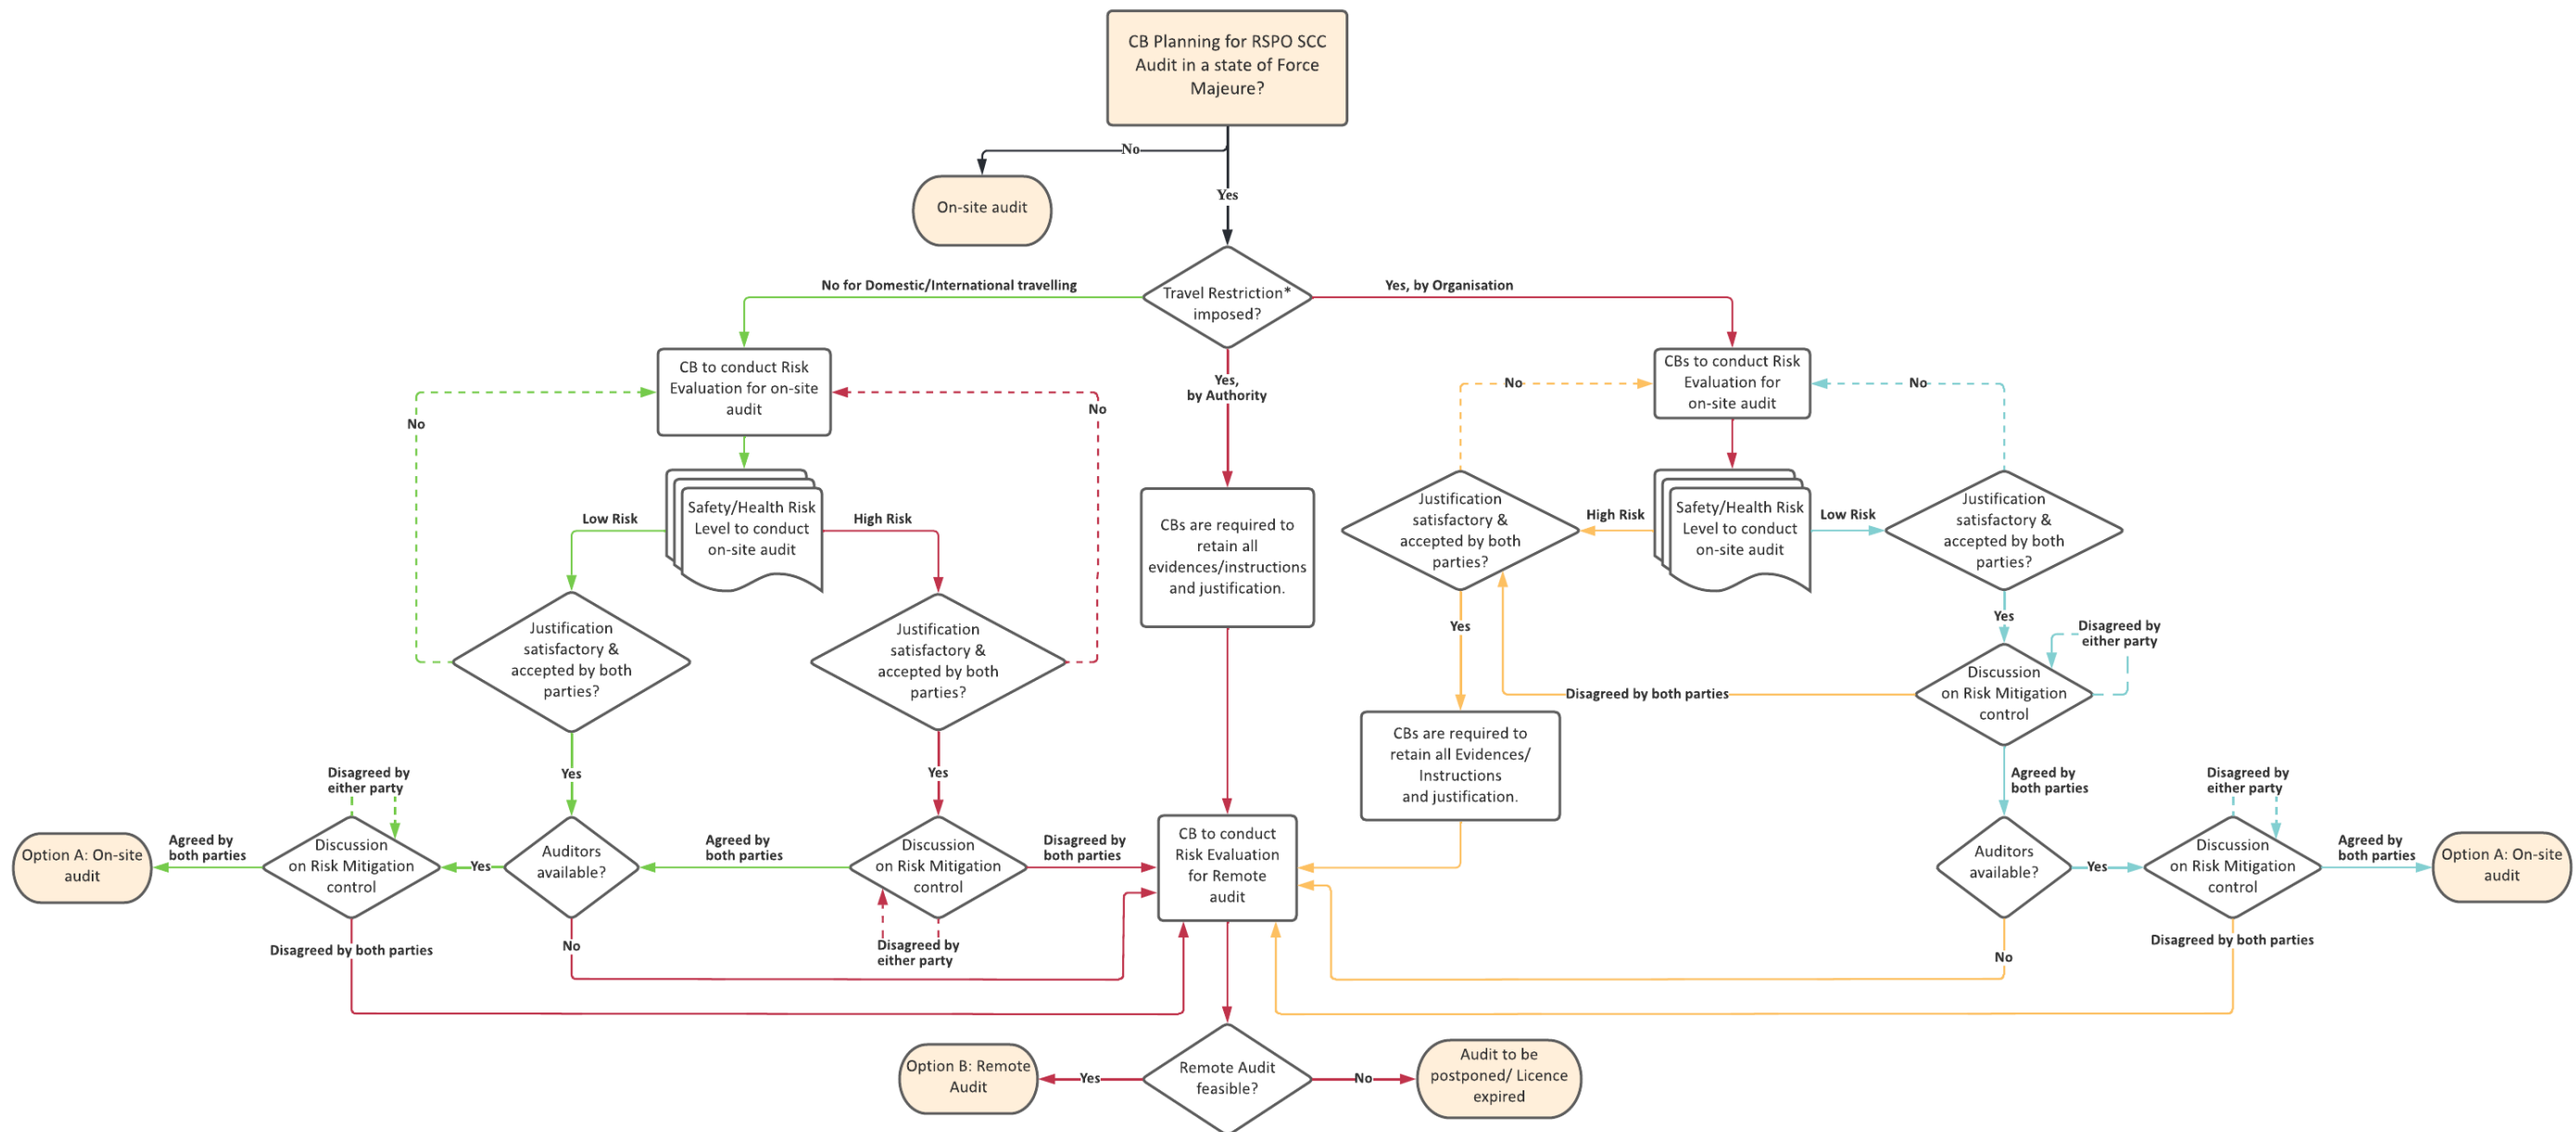 CB Planning for RSPO SCC
Audit in a state of Force
Majeure?
No
On-site audit
Yes
No for Domestic/International travelling
Travel Restriction*
imposed?
Yes, by Organisation
CB to conduct Risk
Evaluation for on-site
audit
No
No
Yes,
by Authority
No
CBs to conduct Risk
Evaluation for
on-site audit
No
Low Risk
Safety/Health Risk
Level to conduct
on-site audit
High Risk
CBs are required to
retain all
evidences/instructions
and justification.
Justification
satisfactory &
accepted by both
parties?
High Risk
Safety/Health Risk
Level to conduct
on-site audit
Low Risk
Justification
satisfactory &
accepted by both
parties?
Justification
satisfactory &
accepted by both
parties?
Justification
satisfactory &
accepted by both
parties?
Yes
Yes
Disagreed by
either party
Discussion
on Risk Mitigation
control
Disagreed by both parties
CBs are required to
retain all Evidences/
Instructions
and justification.
Yes
Yes
Agreed by
both parties
Disagreed by
either party
Disagreed by
either party
Option A: On-site
audit
Agreed by
both parties
Discussion
on Risk Mitigation
control
Yes
Auditors
available?
Agreed by
both parties
Discussion
on Risk Mitigation
control
Disagreed by
both parties
CB to conduct
Risk Evaluation
for Remote
audit
Auditors
available?
Yes
Discussion
on Risk Mitigation
control
Agreed by
both parties
Option A: On-site
audit
Disagreed by both parties
No
Disagreed by
either party
No
Disagreed by both parties
Option B: Remote
Audit
Yes
Remote Audit
feasible?
No
Audit to be
postponed/ Licence
expired